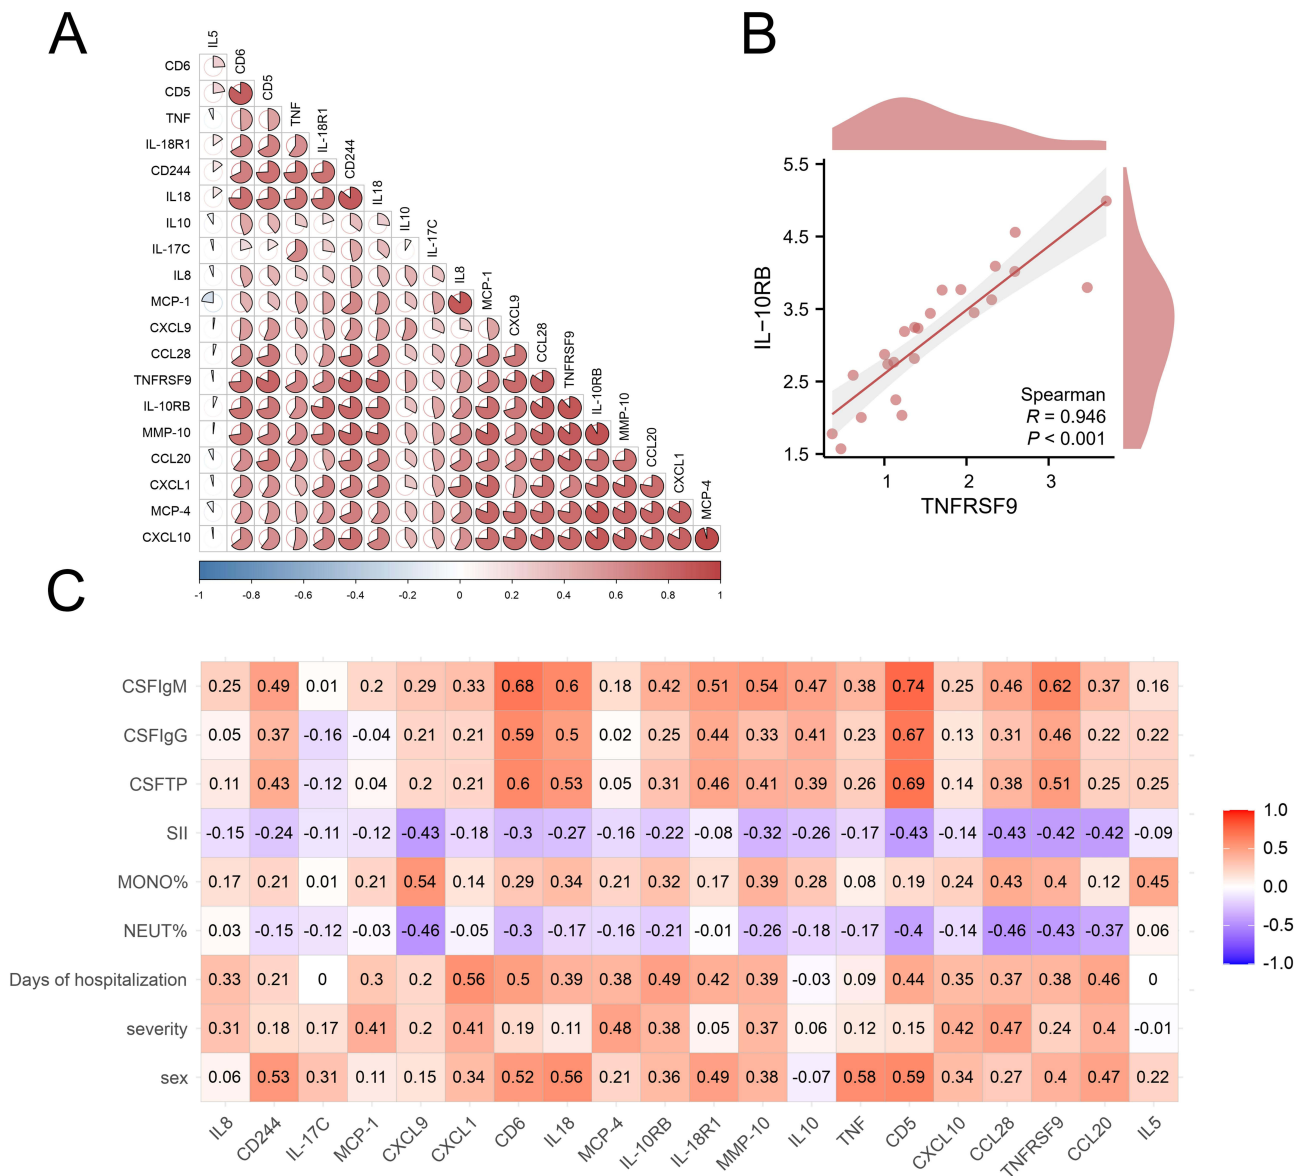 A
IL5
CD6
CD5
TNF
IL-18R1
CD244
IL18
IL10
IL-17C
IL8
MCP-1
CXCL9
CCL28
TNFRSF9
IL-10RB
MMP-10
CCL20
CXCL1
MCP-4
CD6
CD5
TNF
IL-18R1
CD244
IL18
IL10
IL-17C
IL8
MCP-1
CXCL9
CCL28
TNFRSF9
IL-10RB
MMP-10
CCL20
CXCL1
MCP-4
CXCL10
-1 -0.8 -0.6 -0.4 -0.2 0 0.2 0.4 0.6 0.8 1
B
IL−10RB
5.5
4.5
3.5
2.5
1.5
Spearman
R = 0.946
P < 0.001
1 2 3
TNFRSF9
C
CSFIgM 0.25 0.49 0.01 0.2 0.29 0.33 0.68 0.6 0.18 0.42 0.51 0.54 0.47 0.38 0.74 0.25 0.46 0.62 0.37 0.16
CSFIgG 0.05 0.37 -0.16 -0.04 0.21 0.21 0.59 0.5 0.02 0.25 0.44 0.33 0.41 0.23 0.67 0.13 0.31 0.46 0.22 0.22
CSFTP 0.11 0.43 -0.12 0.04 0.2 0.21 0.6 0.53 0.05 0.31 0.46 0.41 0.39 0.26 0.69 0.14 0.38 0.51 0.25 0.25
SII -0.15 -0.24 -0.11 -0.12 -0.43 -0.18 -0.3 -0.27 -0.16 -0.22 -0.08 -0.32 -0.26 -0.17 -0.43 -0.14 -0.43 -0.42 -0.42 -0.09
MONO% 0.17 0.21 0.01 0.21 0.54 0.14 0.29 0.34 0.21 0.32 0.17 0.39 0.28 0.08 0.19 0.24 0.43 0.4 0.12 0.45
NEUT% 0.03 -0.15 -0.12 -0.03 -0.46 -0.05 -0.3 -0.17 -0.16 -0.21 -0.01 -0.26 -0.18 -0.17 -0.4 -0.14 -0.46 -0.43 -0.37 0.06
Days of hospitalization 0.33 0.21 0 0.3 0.2 0.56 0.5 0.39 0.38 0.49 0.42 0.39 -0.03 0.09 0.44 0.35 0.37 0.38 0.46 0
severity 0.31 0.18 0.17 0.41 0.2 0.41 0.19 0.11 0.48 0.38 0.05 0.37 0.06 0.12 0.15 0.42 0.47 0.24 0.4 -0.01
sex 0.06 0.53 0.31 0.11 0.15 0.34 0.52 0.56 0.21 0.36 0.49 0.38 -0.07 0.58 0.59 0.34 0.27 0.4 0.47 0.22
IL8 CD244 IL-17C MCP-1 CXCL9 CXCL1 CD6 IL18 MCP-4 IL-10RB IL-18R1 MMP-10 IL10 TNF CD5 CXCL10 CCL28 TNFRSF9 CCL20 IL5
1.0
0.5
0.0
-0.5
-1.0